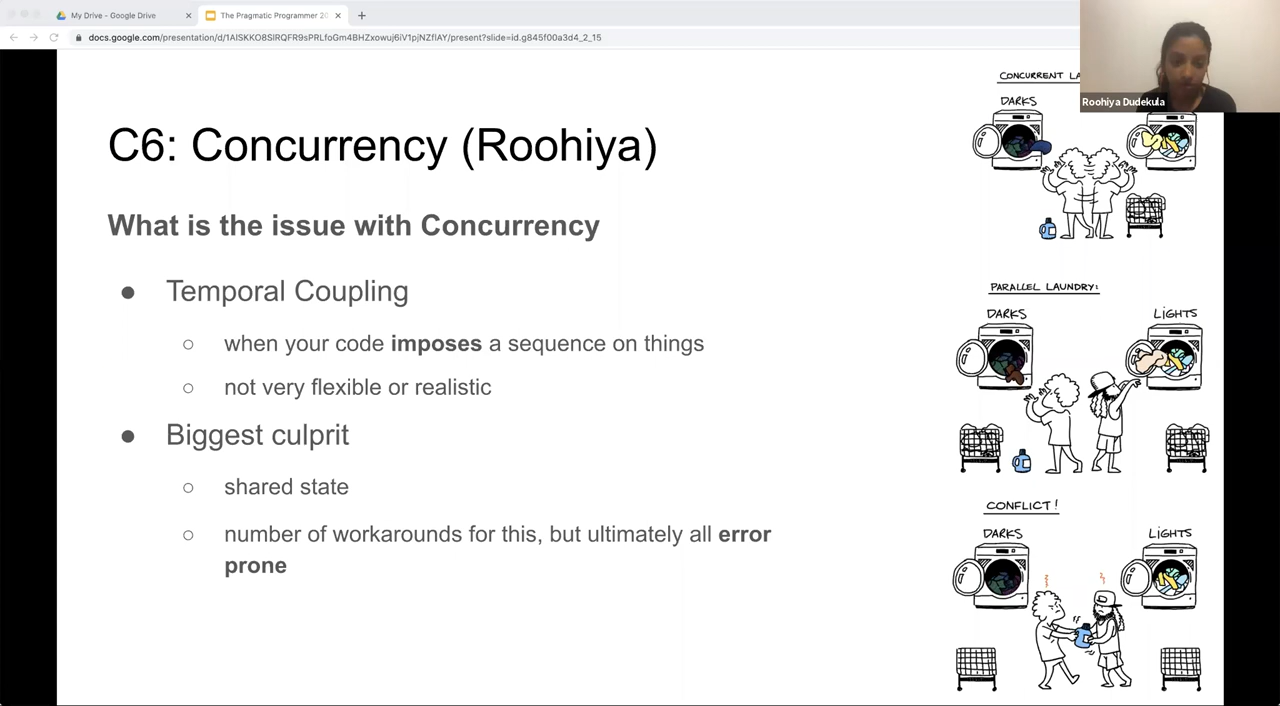 My Drive - Google Drive
The Pragmatic Programmer 20
docs.google.com/presentation/d/1AlSKKO8SlRQFR9sPRLfoGm4BHZxowuj6iV1pjNZflAY/present?slide=id.g845f00a3d4_2_15
Roohiya Dudekula
C6: Concurrency (Roohiya)
What is the issue with Concurrency
● Temporal Coupling
○ when your code imposes a sequence on things
○ not very flexible or realistic
● Biggest culprit
○ shared state
○ number of workarounds for this, but ultimately all error
prone
CONCURRENT LA
DARKS
PARALLEL LAUNDRY:
DARKS
LIGHTS
CONFLICT!
DARKS
LIGHTS